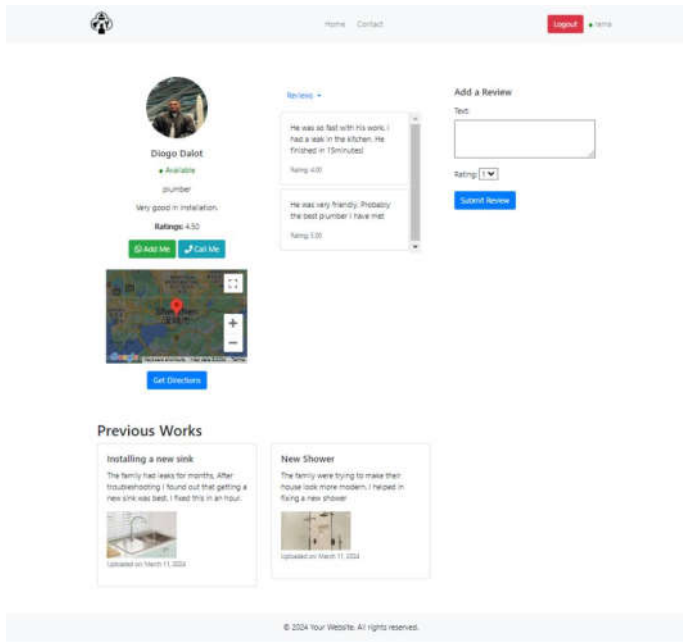 Home Contact
Logout
Diogo Dalot
Available
plumber
Very good in installation.
Ratings: 4.50
Add Me
Call Me
Google
Get Directions
Reviews
He was so fast with his work. I
had a leak in the kitchen. He
finished in 15minutes!
Rating: 4.00
He was very friendly. Probably
the best plumber I have met
Rating: 5.00
Add a Review
Text:
Rating: 1
Submit Review
Previous Works
Installing a new sink
The family had leaks for months, After
troubleshooting I found out that getting a
new sink was best. I fixed this in an hour.
Uploaded on: March 11, 2024
New Shower
The family were trying to make their
house look more modern. I helped in
fixing a new shower
Uploaded on: March 11, 2024
© 2024 Your Website. All rights reserved.